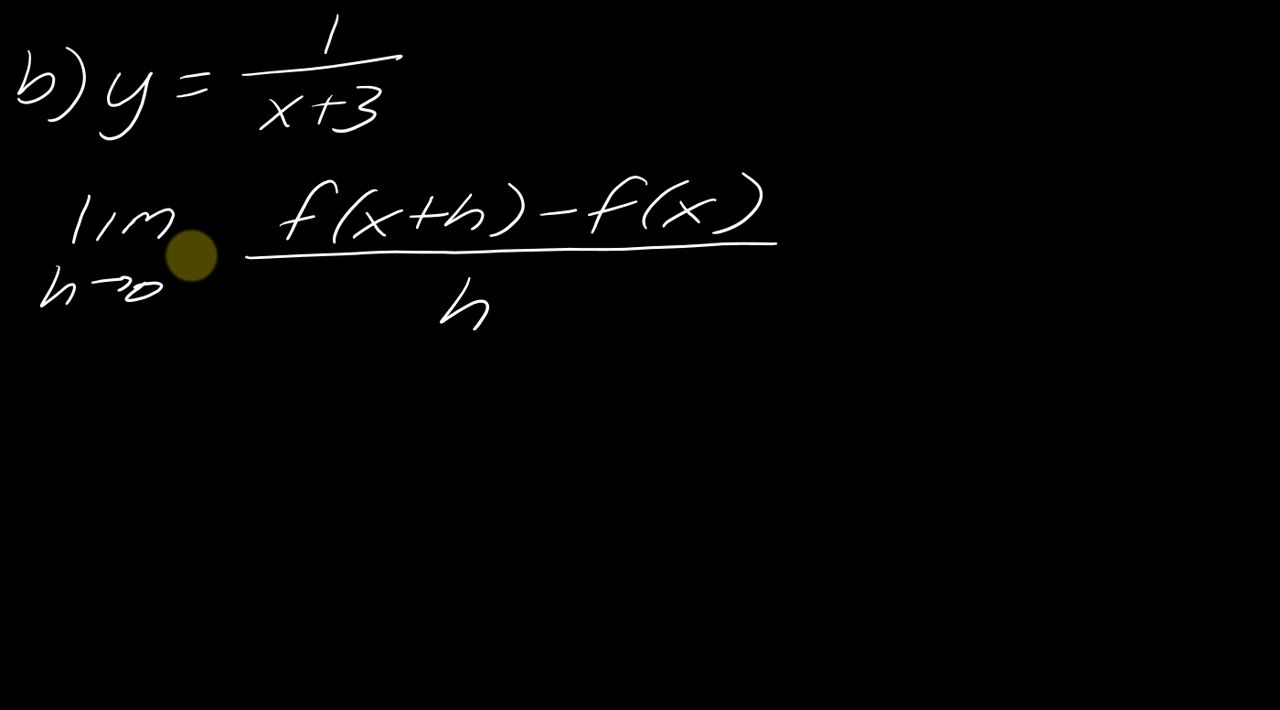 b) y = 1/(x+3)
lim h→0 (f(x+h) - f(x))/h